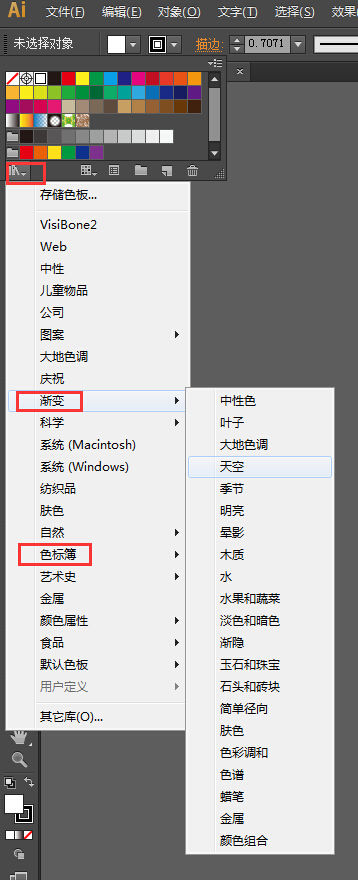 Ai 文件(F) 编辑(E) 对象(O) 文字(T) 选择(S) 效果
未选择对象 描边: 0.7071
存储色板...
VisiBone2
Web
中性
儿童物品
公司
图案
大地色调
庆祝
渐变
科学
系统 (Macintosh)
系统 (Windows)
纺织品
肤色
自然
色标簿
艺术史
金属
颜色属性
食品
默认色板
用户定义
其它库(O)...
中性色
叶子
大地色调
天空
季节
明亮
晕影
木质
水
水果和蔬菜
淡色和暗色
渐隐
玉石和珠宝
石头和砖块
简单径向
肤色
色彩调和
色谱
蜡笔
金属
颜色组合